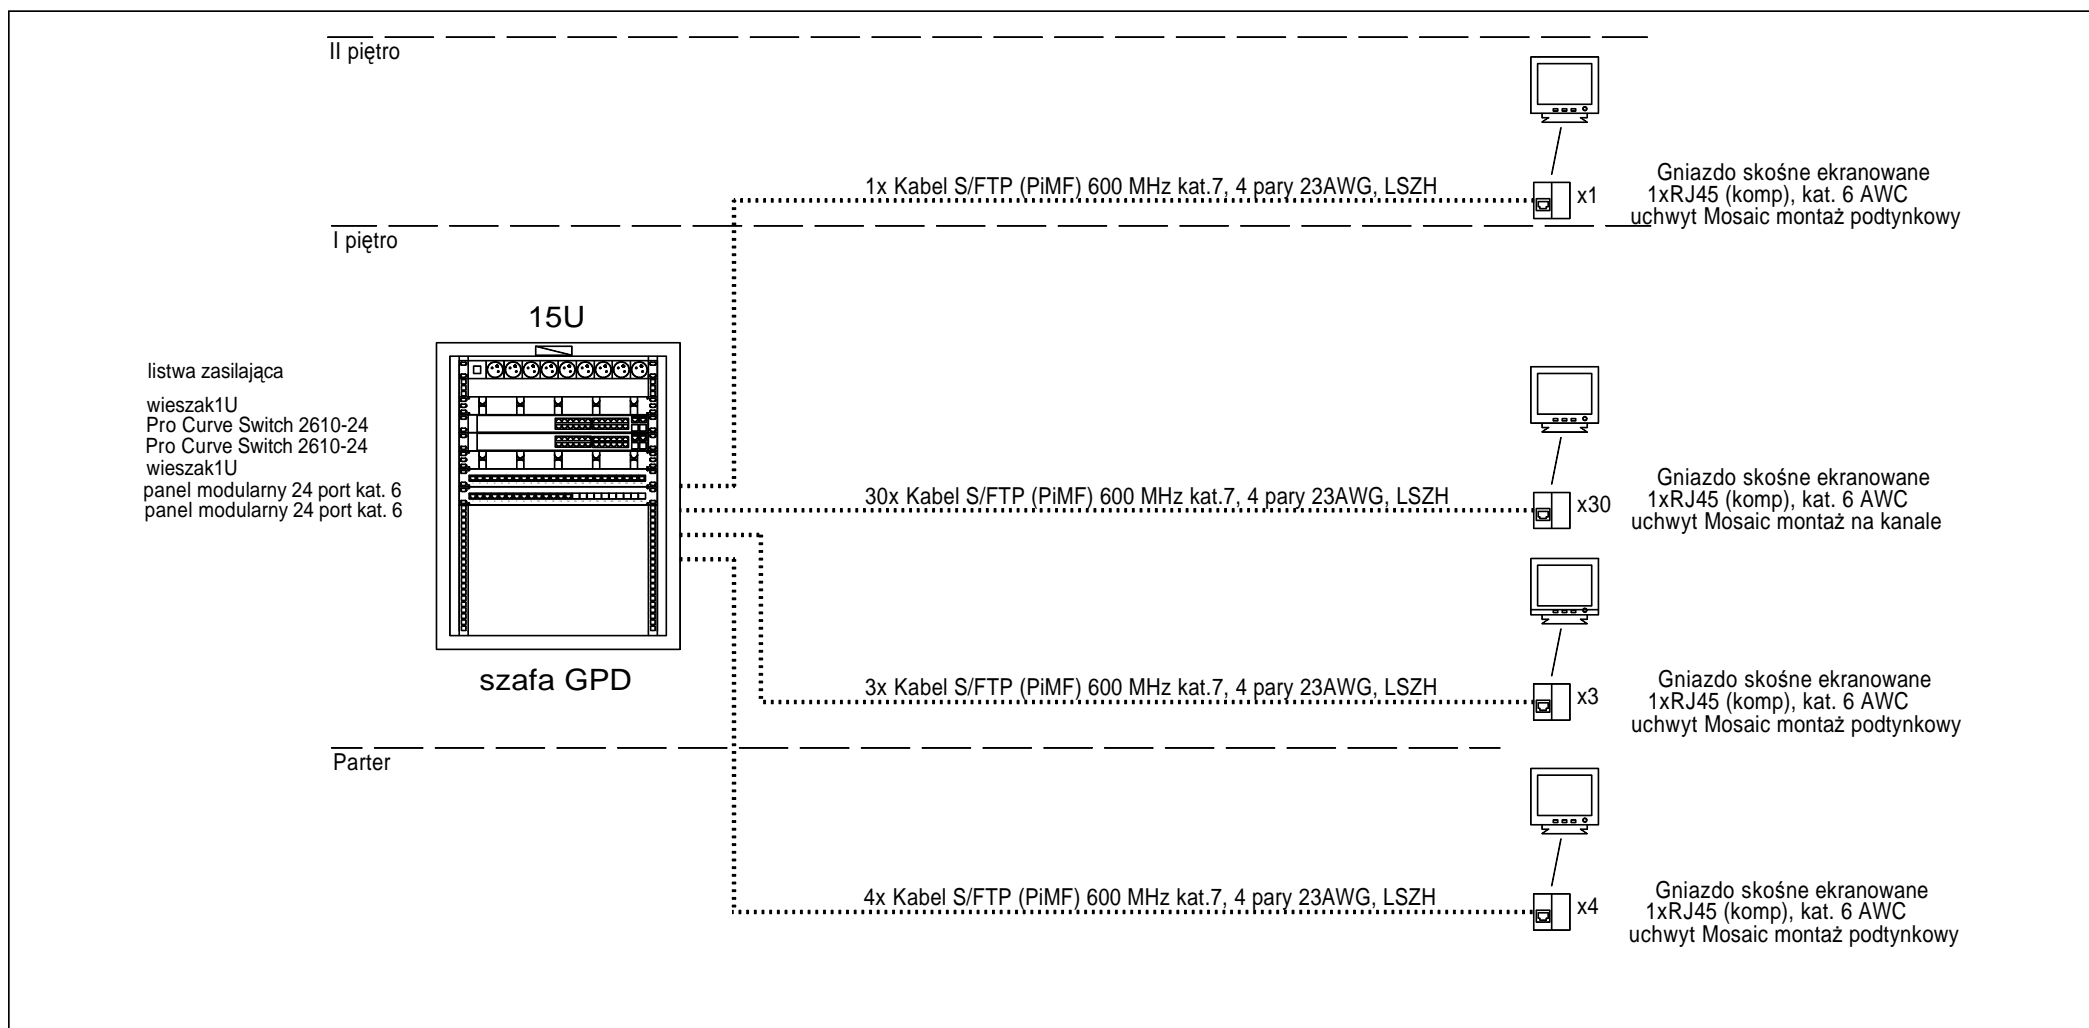 II piętro
1x Kabel S/FTP (PiMF) 600 MHz kat.7, 4 pary 23AWG, LSZH
x1
Gniazdo skośne ekranowane
1xRJ45 (komp), kat. 6 AWC
uchwyt Mosaic montaż podtynkowy
I piętro
15U
listwa zasilająca
wieszak1U
Pro Curve Switch 2610-24
Pro Curve Switch 2610-24
wieszak1U
panel modularny 24 port kat. 6
panel modularny 24 port kat. 6
szafa GPD
30x Kabel S/FTP (PiMF) 600 MHz kat.7, 4 pary 23AWG, LSZH
x30
Gniazdo skośne ekranowane
1xRJ45 (komp), kat. 6 AWC
uchwyt Mosaic montaż na kanale
3x Kabel S/FTP (PiMF) 600 MHz kat.7, 4 pary 23AWG, LSZH
x3
Gniazdo skośne ekranowane
1xRJ45 (komp), kat. 6 AWC
uchwyt Mosaic montaż podtynkowy
Parter
4x Kabel S/FTP (PiMF) 600 MHz kat.7, 4 pary 23AWG, LSZH
x4
Gniazdo skośne ekranowane
1xRJ45 (komp), kat. 6 AWC
uchwyt Mosaic montaż podtynkowy